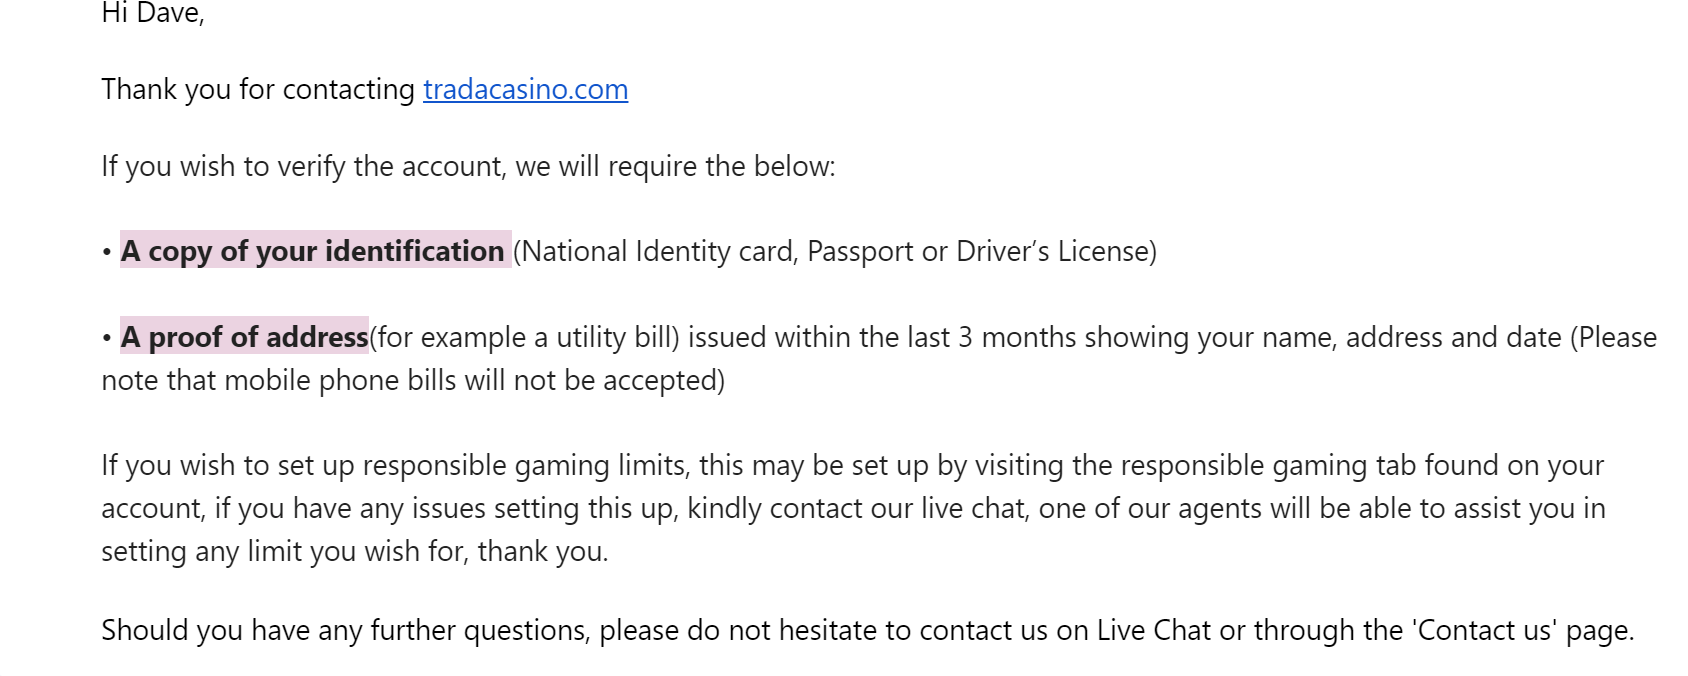 Hi Dave,
Thank you for contacting tradacasino.com
If you wish to verify the account, we will require the below:
• A copy of your identification (National Identity card, Passport or Driver’s License)
• A proof of address(for example a utility bill) issued within the last 3 months showing your name, address and date (Please
note that mobile phone bills will not be accepted)
If you wish to set up responsible gaming limits, this may be set up by visiting the responsible gaming tab found on your
account, if you have any issues setting this up, kindly contact our live chat, one of our agents will be able to assist you in
setting any limit you wish for, thank you.
Should you have any further questions, please do not hesitate to contact us on Live Chat or through the 'Contact us' page.